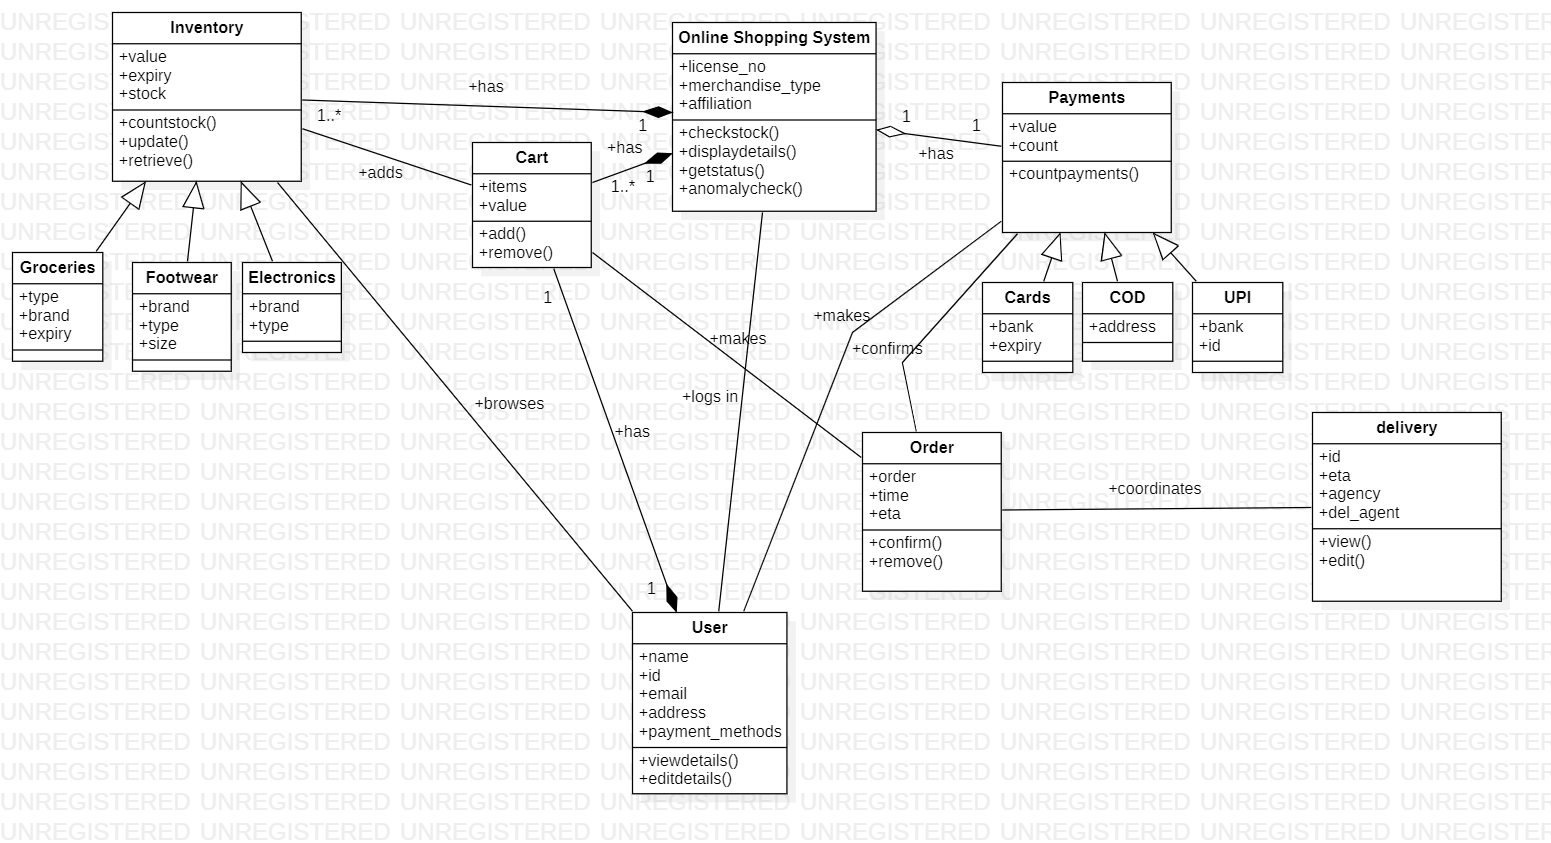 Inventory
+value
+expiry
+stock
+countstock()
+update()
+retrieve()
Online Shopping System
+license_no
+merchandise_type
+affiliation
+checkstock()
+displaydetails()
+getstatus()
+anomalycheck()
Payments
+value
+count
+countpayments()
Cart
+items
+value
+add()
+remove()
+has
1..*
1
+has
1..*
1
1
1
+has
+adds
Groceries
+type
+brand
+expiry
Footwear
+brand
+type
+size
Electronics
+brand
+type
Cards
+bank
+expiry
COD
+address
UPI
+bank
+id
1
+makes
+makes
+confirms
+logs in
+browses
+has
1
Order
+order
+time
+eta
+confirm()
+remove()
+coordinates
delivery
+id
+eta
+agency
+del_agent
+view()
+edit()
User
+name
+id
+email
+address
+payment_methods
+viewdetails()
+editdetails()
UNREGISTERED UNREGISTERED UNREGISTERED UNREGISTERED UNREGISTERED UNREGISTERED UNREGISTERED